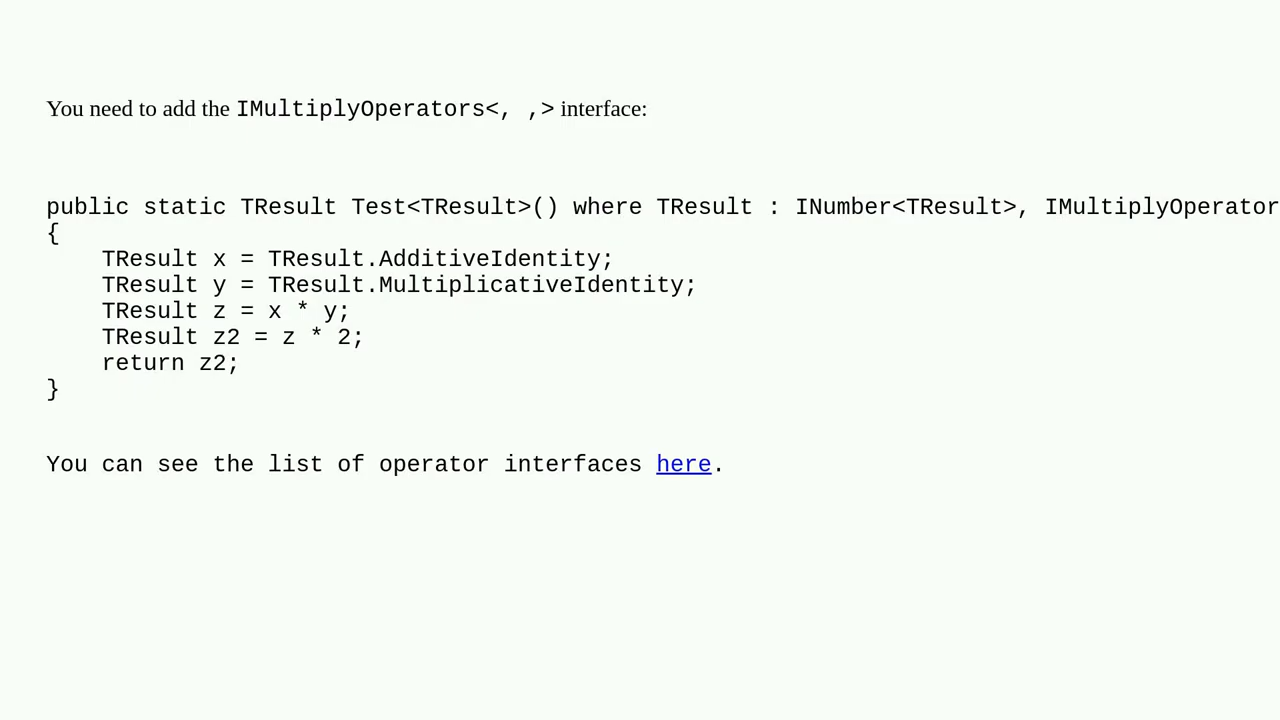 You need to add the IMultiplyOperators<, ,> interface:
public static TResult Test<TResult>() where TResult : INumber<TResult>, IMultiplyOperator
{
    TResult x = TResult.AdditiveIdentity;
    TResult y = TResult.MultiplicativeIdentity;
    TResult z = x * y;
    TResult z2 = z * 2;
    return z2;
}
You can see the list of operator interfaces here.